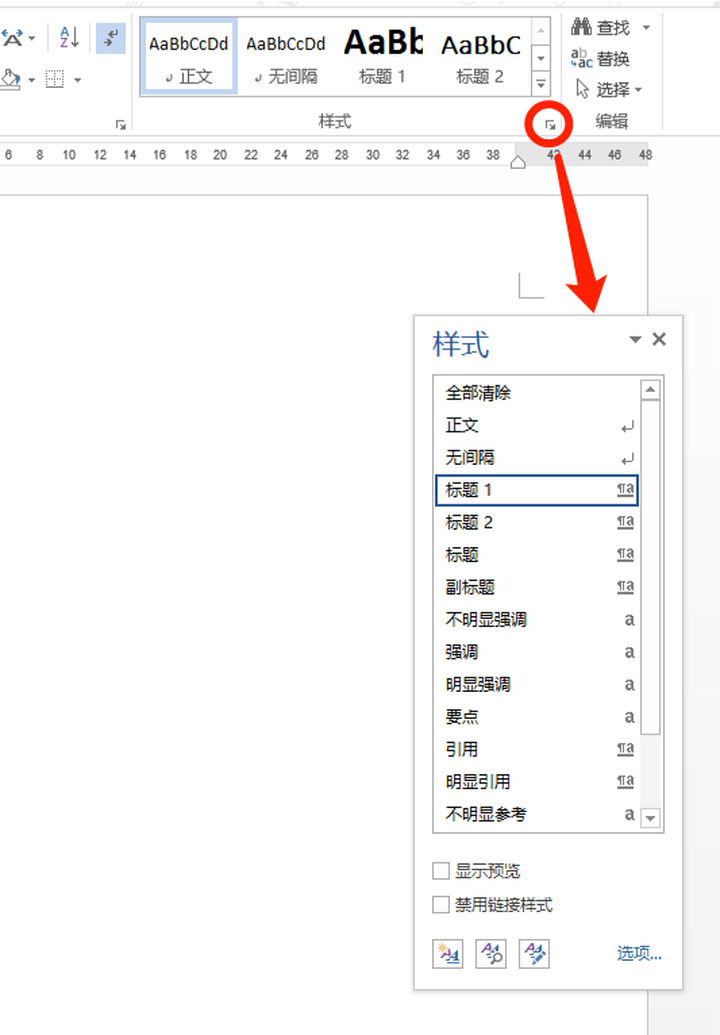 AaBbCcDd AaBbCcDd AaBb AaBbC
正文 无间隔 标题 1 标题 2
查找
替换
选择
样式 编辑
6 8 10 12 14 16 18 20 22 24 26 28 30 32 34 36 38 42 44 46 48
样式
全部清除
正文
无间隔
标题 1
标题 2
标题
副标题
不明显强调 a
强调 a
明显强调 a
要点 a
引用
明显引用
不明显参考 a
显示预览
禁用链接样式
选项...